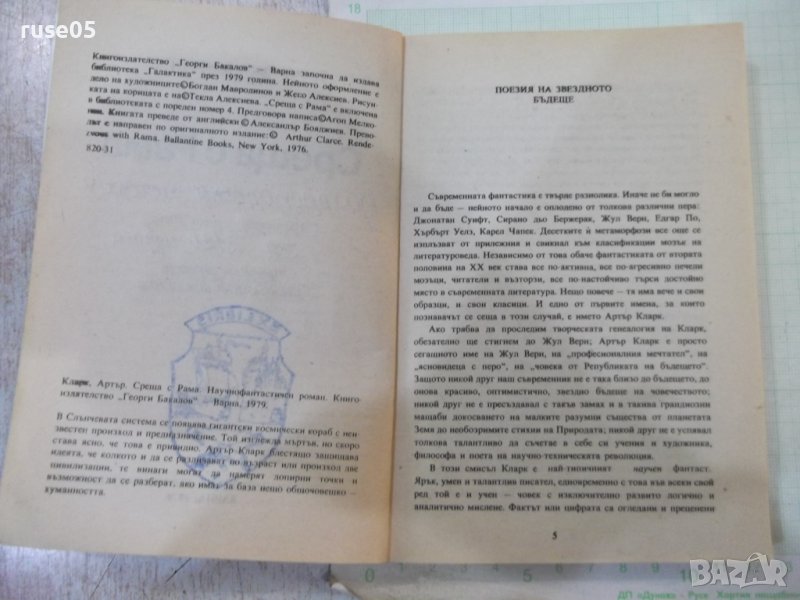 ruse05
Книгоиздателство „Георги Бакалов" – Варна започна да издава
библиотека „Галактика" през 1979 година. Нейното оформление е
дело на художниците©Богдан Мавродинов и Жеко Алексиев. Рисун-
ката на корицата е на©Текла Алексиева. „Среща с Рама" е включена
в библиотеката с пореден номер 4. Предговора написа©Агоп Мелко-
нян. Книгата преведе от английски©Александър Бояджиев. Прево-
дът е направен по оригиналното издание:© Arthur Clarce. Rende-
zvous with Rama. Ballantine Books, New York, 1976.
820-31
Кларк, Артър. Среща с Рама. Научнофантастичен роман. Книго-
издателство „Георги Бакалов" Варна, 1979.
В Слънчевата система се появява гигантски космически кораб с неи
звестен произход и предназначение. Той изглежда мъртъв, но скоро
става ясно, че това е привидно. Артър Кларк блестящо защищава
идеята, че колкото и да се различават по възраст или произход две
цивилизации, те винаги могат да намерят допирни точки и
възможност да се разберат, ако имат за база нещо общочовешко –
хуманността.
ПОЕЗИЯ НА ЗВЕЗДНОТО
БЪДЕЩЕ
Съвременната фантастика е твърде разнолика. Иначе не би могло
и да бъде – нейното начало е оплодено от толкова различни пера:
Джонатан Суифт, Сирано дьо Бержерак, Жул Верн, Едгар По,
Хърбърт Уелз, Карел Чапек. Десетките ѝ метаморфози все още се
изплъзват от прилежния и свикнал към класификации мозък на
литературоведа. Независимо от това обаче фантастиката от втората
половина на XX век става все по-активна, все по-агресивно печели
мозъци, читатели и възторзи, все по-настойчиво търси достойно
място в съвременната литература. Нещо повече – тя има вече и свои
образци, и свои класици. И едно от първите имена, за които
познавачът се сеща в този случай, е името Артър Кларк.
Ако трябва да проследим творческата генеалогия на Кларк,
обезателно ще стигнем до Жул Верн; Артър Кларк е просто
сегашното име на Жул Верн, на „професионалния мечтател", на
„ясновидеца с перо", на „човека от Републиката на бъдещето".
Защото никой друг наш съвременник не е така близо до бъдещето, до
онова красиво, оптимистично, звездно бъдеще на човечеството;
никой друг не е пресъздавал с такъв замах и в такива грандиозни
мащаби докосването на малките разумни същества от планетата
Земя до необозримите стихии на Природата; никой друг не е успявал
толкова талантливо да съчетае в себе си учения и художника,
философа и поета на научно-техническата революция.
В този смисъл Кларк е най-типичният научен фантаст.
Ярък, умен и талантлив писател, едновременно с това във всеки свой
ред той е и учен – човек с изключително развито логично и
аналитично мислене. Фактът или цифрата са огледани и преценени
5
18
0
1
ДП „Дунав" - Русе
bazar